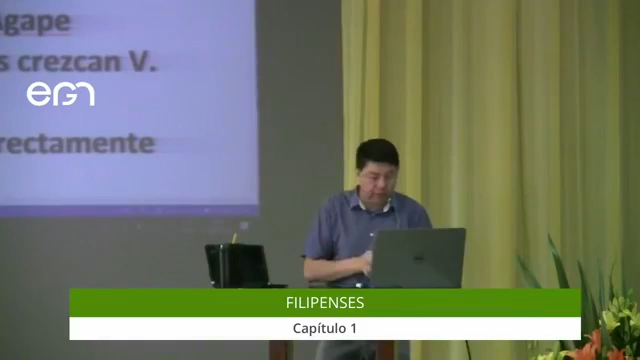 Agape
s crezcan V.
rectamente
FILIPENSES
Capítulo 1